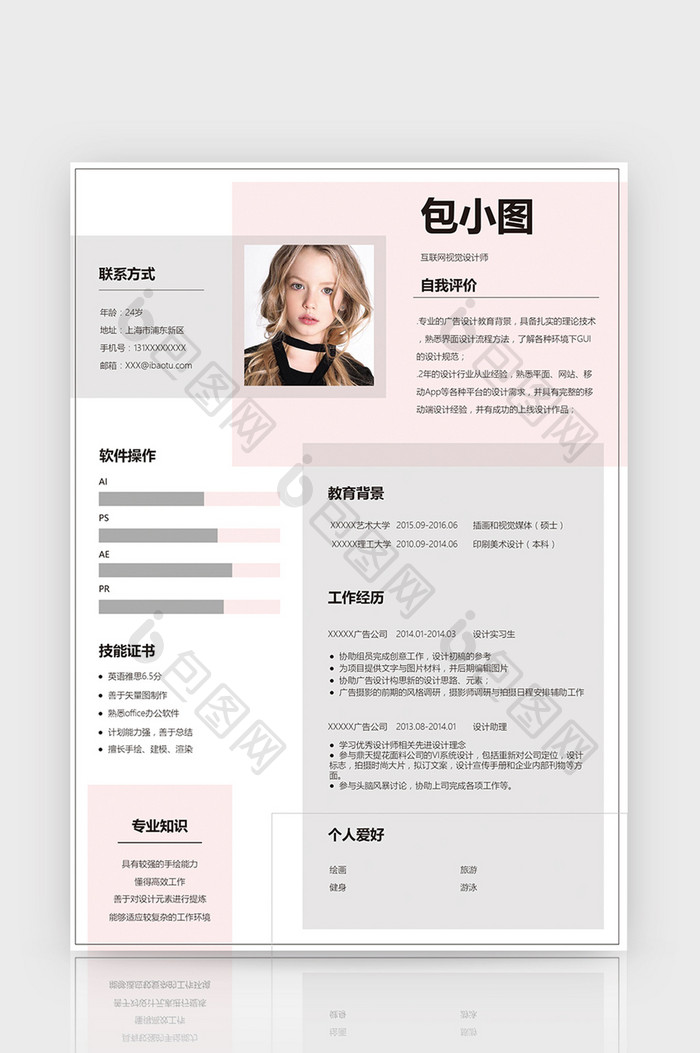 包小图
互联网视觉设计师
自我评价
.专业的广告设计教育背景，具备扎实的理论技术
，熟悉界面设计流程方法，了解各种环境下GUI
的设计规范；
.2年的设计行业从业经验，熟悉平面、网站、移
动App等各种平台的设计需求，并具有完整的移
动端设计经验，并有成功的上线设计作品；
联系方式
年龄：24岁
地址：上海市浦东新区
手机号：131XXXXXXXX
邮箱：XXX@ibaotu.com
软件操作
AI
PS
AE
PR
技能证书
● 英语雅思6.5分
● 善于矢量图制作
● 熟悉office办公软件
● 计划能力强，善于总结
● 擅长手绘、建模、渲染
专业知识
具有较强的手绘能力
懂得高效工作
善于对设计元素进行提炼
能够适应较复杂的工作环境
教育背景
XXXXX艺术大学 2015.09-2016.06 插画和视觉媒体（硕士）
XXXXX理工大学 2010.09-2014.06 印刷美术设计（本科）
工作经历
XXXXX广告公司 2014.01-2014.03 设计实习生
● 协助组员完成创意工作，设计初稿的参考
● 为项目提供文字与图片材料，并后期编辑图片
● 协助广告设计构思新的设计思路、元素；
● 广告摄影的前期的风格调研，摄影师调研与拍摄日程安排辅助工作
XXXXX广告公司 2013.08-2014.01 设计助理
● 学习优秀设计师相关先进设计理念
● 参与鼎天提花面料公司的VI系统设计，包括重新对公司定位，设计
标志，拍摄时尚大片，拟订文案，设计宣传手册和企业内部刊物等方
面。
● 参与头脑风暴讨论，协助上司完成各项工作等。
个人爱好
绘画 旅游
健身 游泳
包图网
包图网
包图网
包图网
包图网